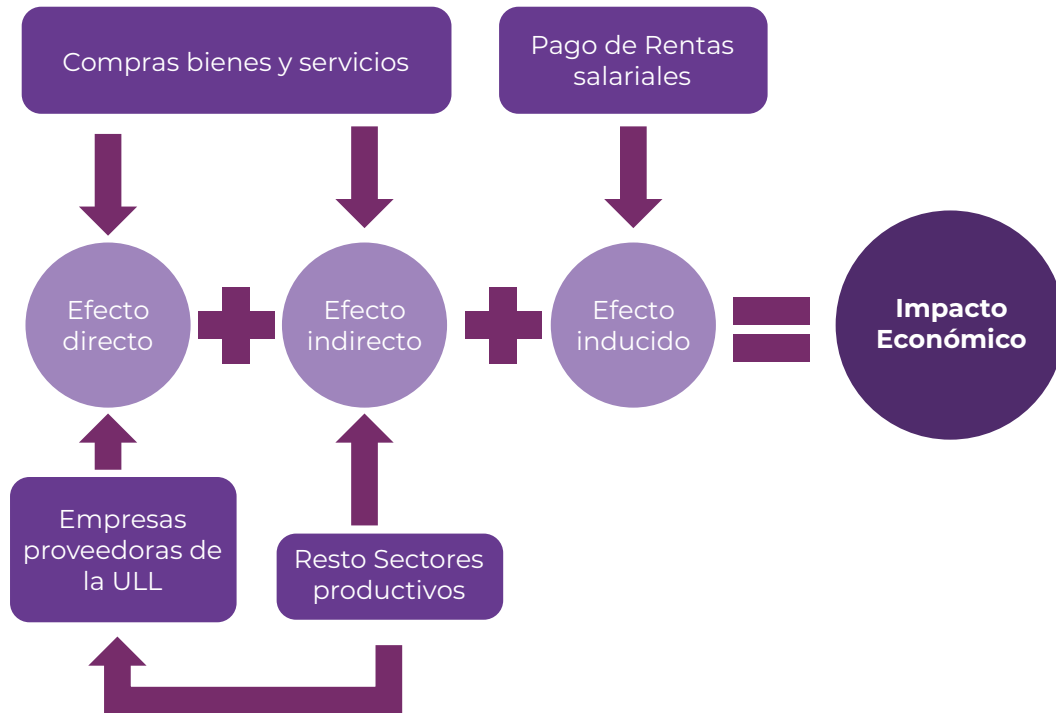 Compras bienes y servicios
Pago de Rentas
salariales
Efecto
directo
Efecto
indirecto
Efecto
inducido
Impacto
Económico
Empresas
proveedoras de
la ULL
Resto Sectores
productivos